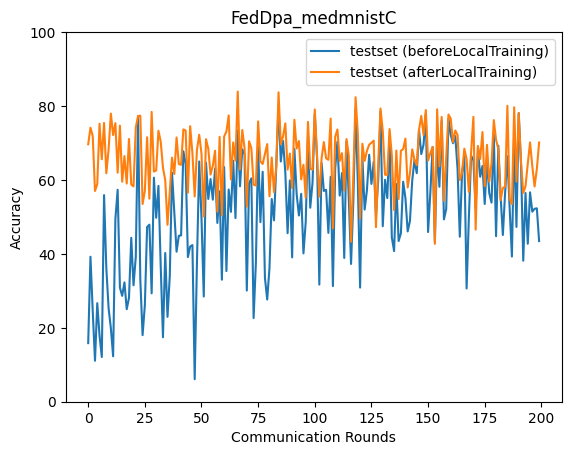 FedDpa_medmnistC
testset (beforeLocalTraining)
testset (afterLocalTraining)
Accuracy
100
80
60
40
20
0
0 25 50 75 100 125 150 175 200
Communication Rounds